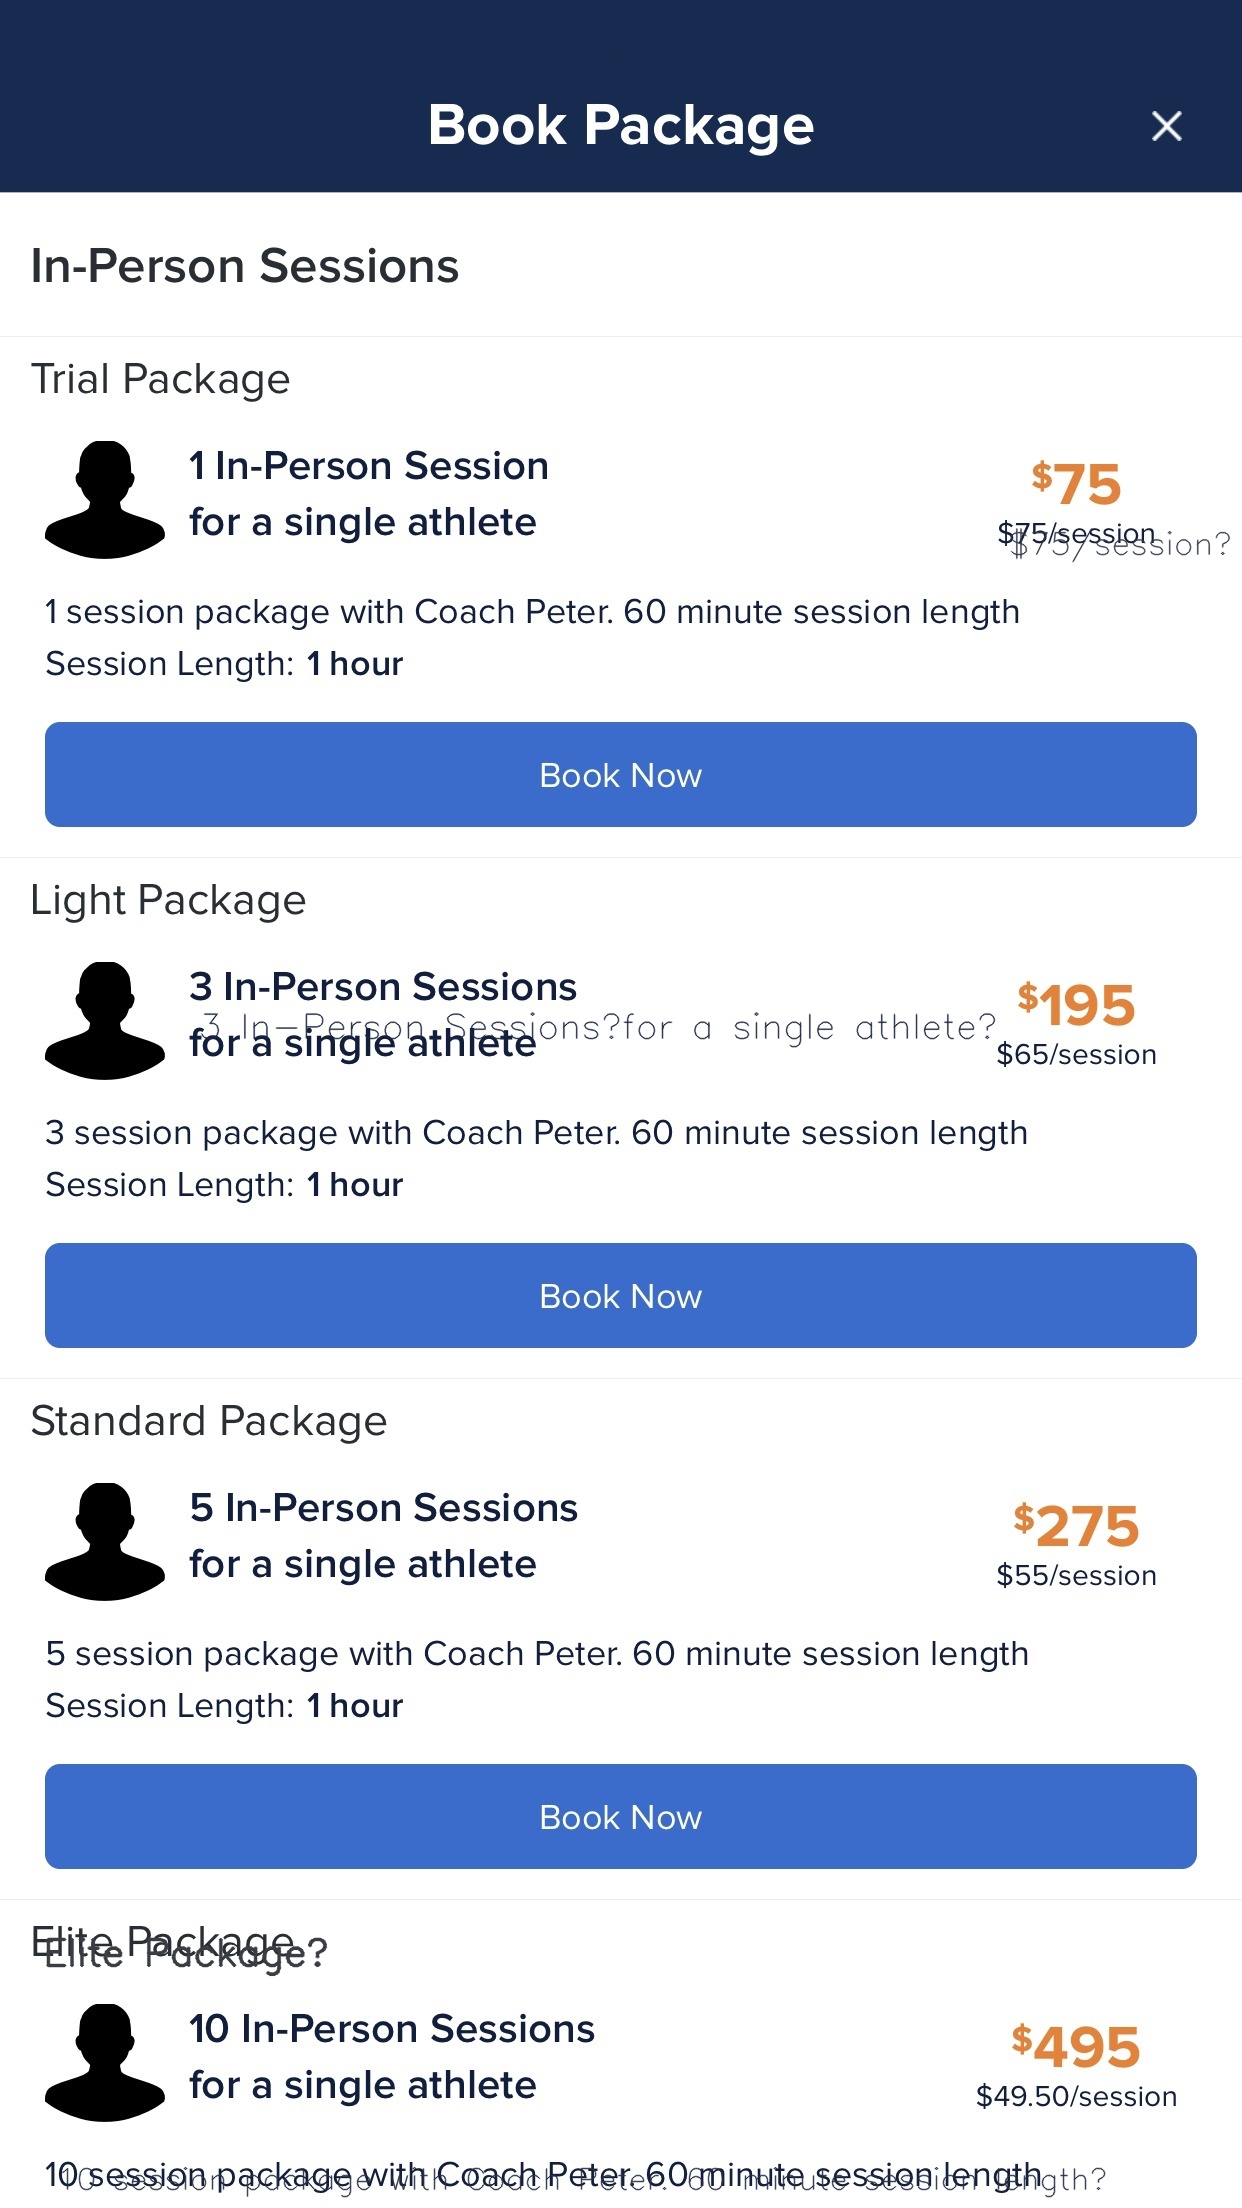 Book Package
In-Person Sessions
Trial Package
1 In-Person Session
for a single athlete
$75
$75/session
$75/session?
1 session package with Coach Peter. 60 minute session length
Session Length: 1 hour
Book Now
Light Package
3 In-Person Sessions
3 In-Person Sessions?for a single athlete?
for a single athlete
$195
$65/session
3 session package with Coach Peter. 60 minute session length
Session Length: 1 hour
Book Now
Standard Package
5 In-Person Sessions
for a single athlete
$275
$55/session
5 session package with Coach Peter. 60 minute session length
Session Length: 1 hour
Book Now
Elite Package
Elite Package?
10 In-Person Sessions
for a single athlete
$495
$49.50/session
10 session package with Coach Peter. 60 minute session length
10 session package with Coach Peter. 60 minute session length?